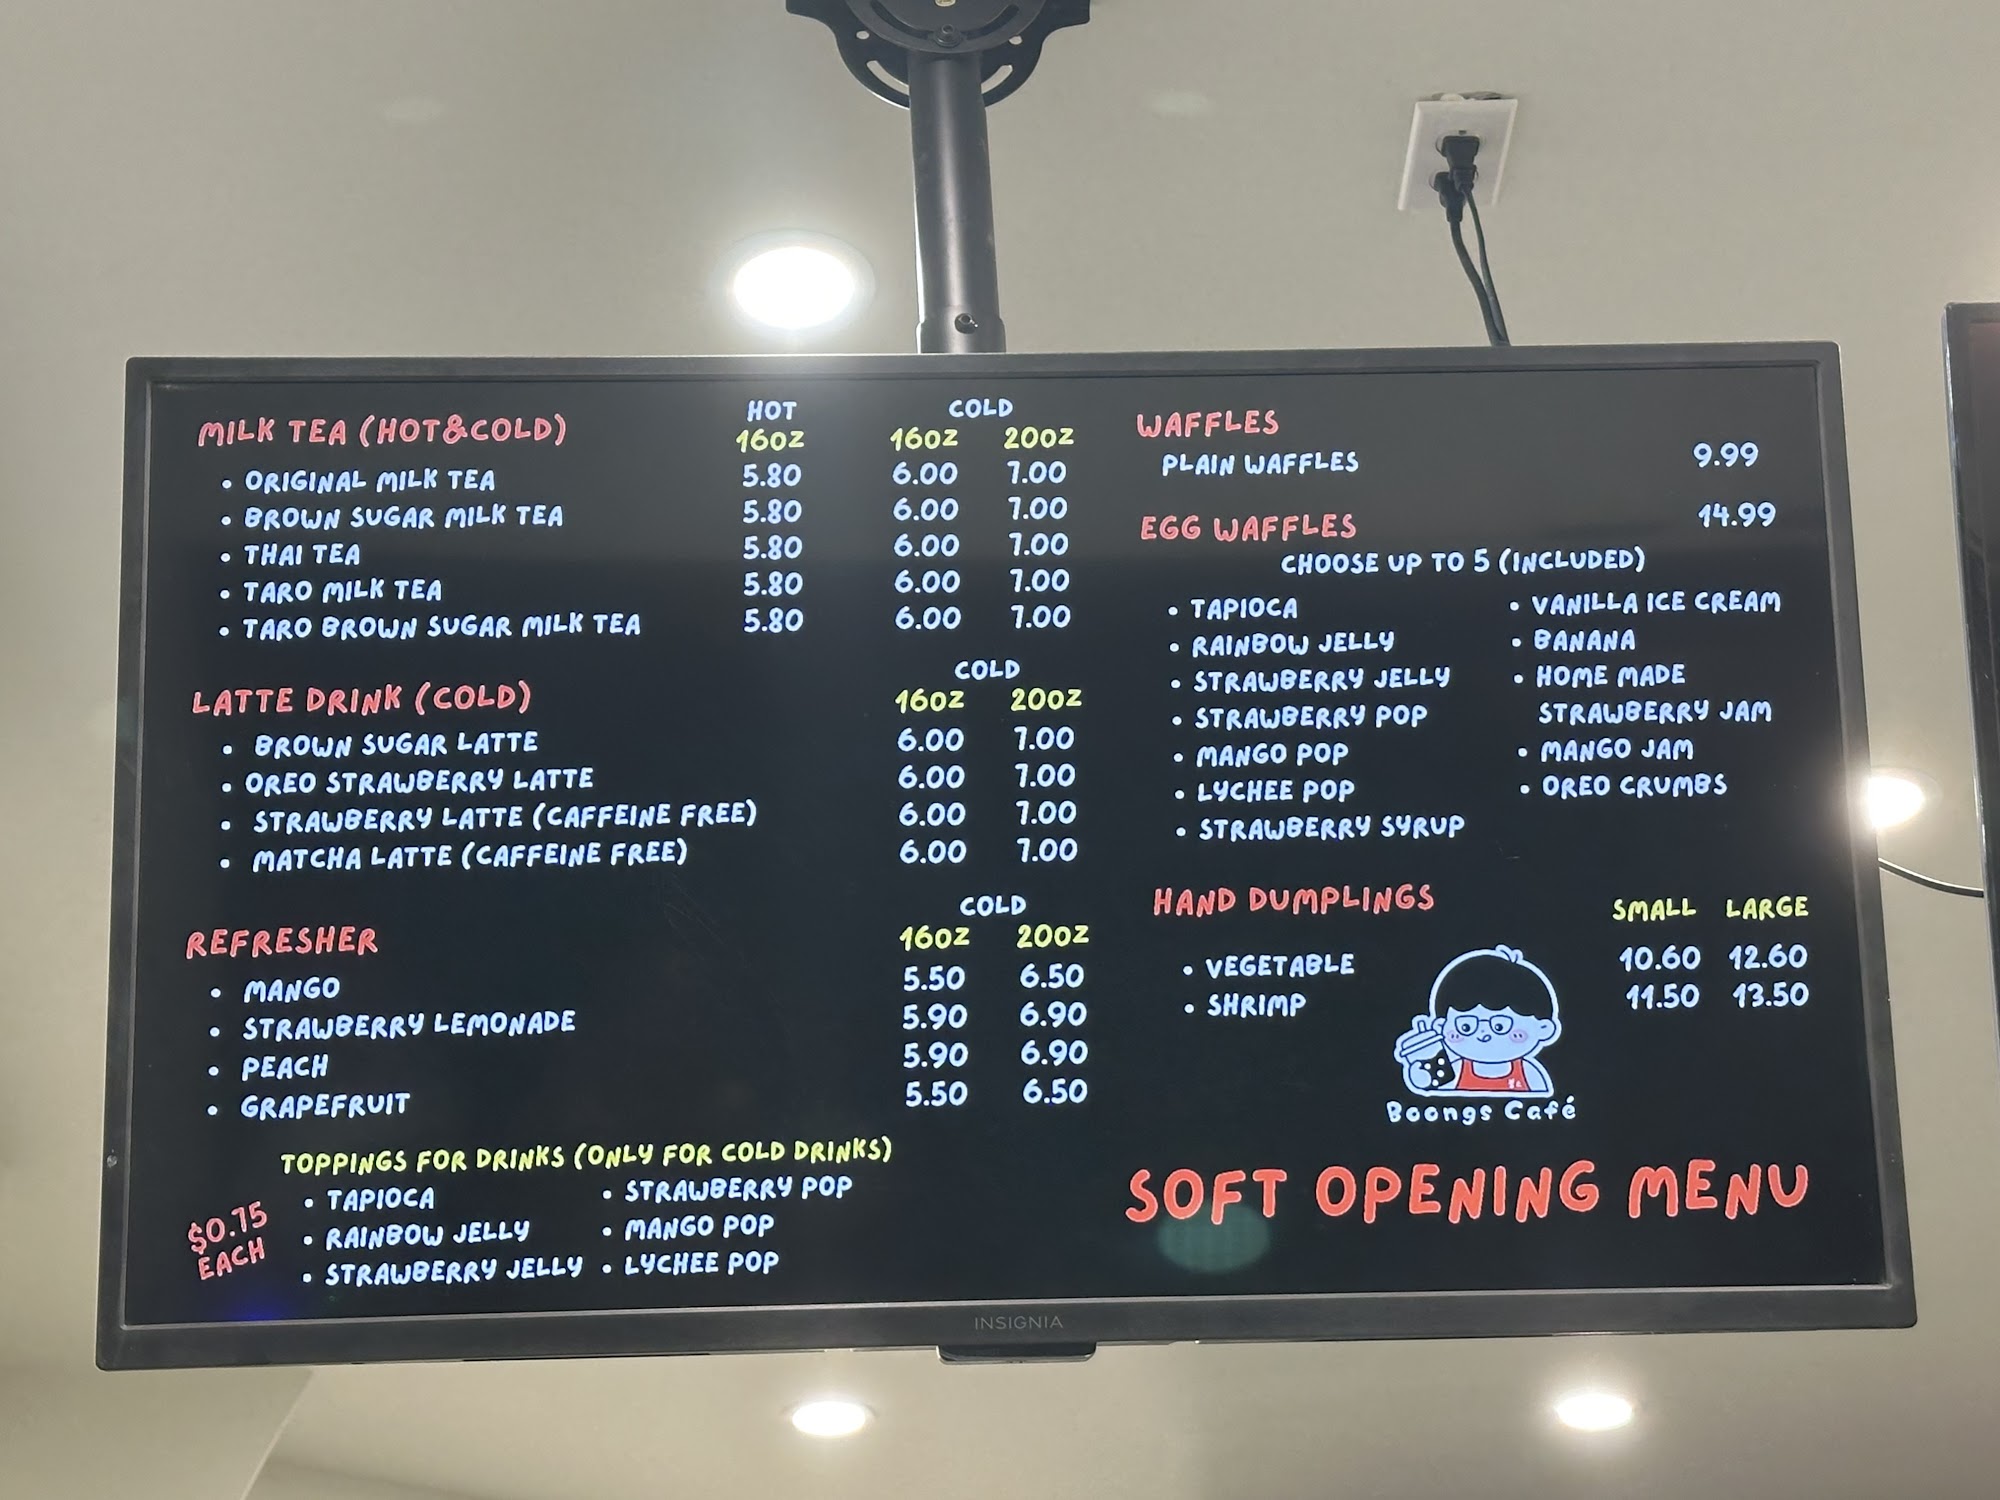 HOT COLD
MILK TEA (HOT&COLD) 16OZ 16OZ 20OZ
• ORIGINAL MILK TEA 5.80 6.00 7.00
• BROWN SUGAR MILK TEA 5.80 6.00 7.00
• THAI TEA 5.80 6.00 7.00
• TARO MILK TEA 5.80 6.00 7.00
• TARO BROWN SUGAR MILK TEA 5.80 6.00 7.00
COLD
LATTE DRINK (COLD) 16OZ 20OZ
• BROWN SUGAR LATTE 6.00 7.00
• OREO STRAWBERRY LATTE 6.00 7.00
• STRAWBERRY LATTE (CAFFEINE FREE) 6.00 7.00
• MATCHA LATTE (CAFFEINE FREE) 6.00 7.00
COLD
REFRESHER 16OZ 20OZ
• MANGO 5.50 6.50
• STRAWBERRY LEMONADE 5.90 6.90
• PEACH 5.90 6.90
• GRAPEFRUIT 5.50 6.50
TOPPINGS FOR DRINKS (ONLY FOR COLD DRINKS)
$0.75
EACH
• TAPIOCA
• RAINBOW JELLY
• STRAWBERRY JELLY
• STRAWBERRY POP
• MANGO POP
• LYCHEE POP
WAFFLES
PLAIN WAFFLES 9.99
EGG WAFFLES 14.99
CHOOSE UP TO 5 (INCLUDED)
• TAPIOCA
• RAINBOW JELLY
• STRAWBERRY JELLY
• STRAWBERRY POP
• MANGO POP
• LYCHEE POP
• STRAWBERRY SYRUP
• VANILLA ICE CREAM
• BANANA
• HOME MADE
STRAWBERRY JAM
• MANGO JAM
• OREO CRUMBS
HAND DUMPLINGS SMALL LARGE
• VEGETABLE 10.60 12.60
• SHRIMP 11.50 13.50
Boongs Café
SOFT OPENING MENU
INSIGNIA